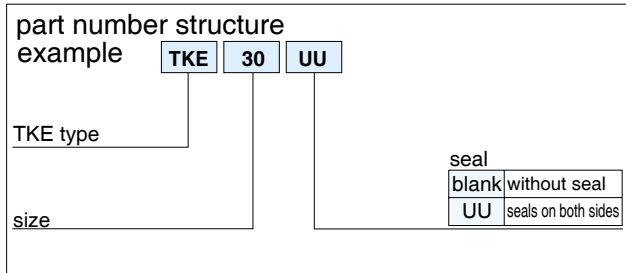 part number structure
example TKE 30 UU
TKE type
seal
blank without seal
UU seals on both sides
size